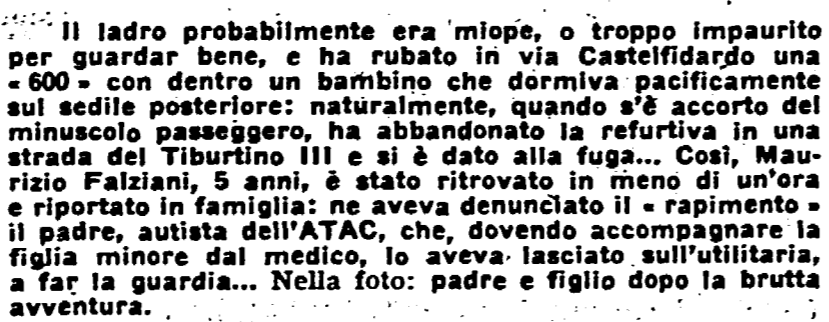 Il ladro probabilmente era miope, o troppo impaurito
per guardar bene, e ha rubato in via Castelfidardo una
« 600 » con dentro un bambino che dormiva pacificamente
sul sedile posteriore: naturalmente, quando s'è accorto del
minuscolo passeggero, ha abbandonato la refurtiva in una
strada del Tiburtino III e si è dato alla fuga... Così, Mau-
rizio Falziani, 5 anni, è stato ritrovato in meno di un'ora
e riportato in famiglia: ne aveva denunciato il « rapimento »
il padre, autista dell'ATAC, che, dovendo accompagnare la
figlia minore dal medico, lo aveva lasciato sull'utilitaria,
a far la guardia... Nella foto: padre e figlio dopo la brutta
avventura.